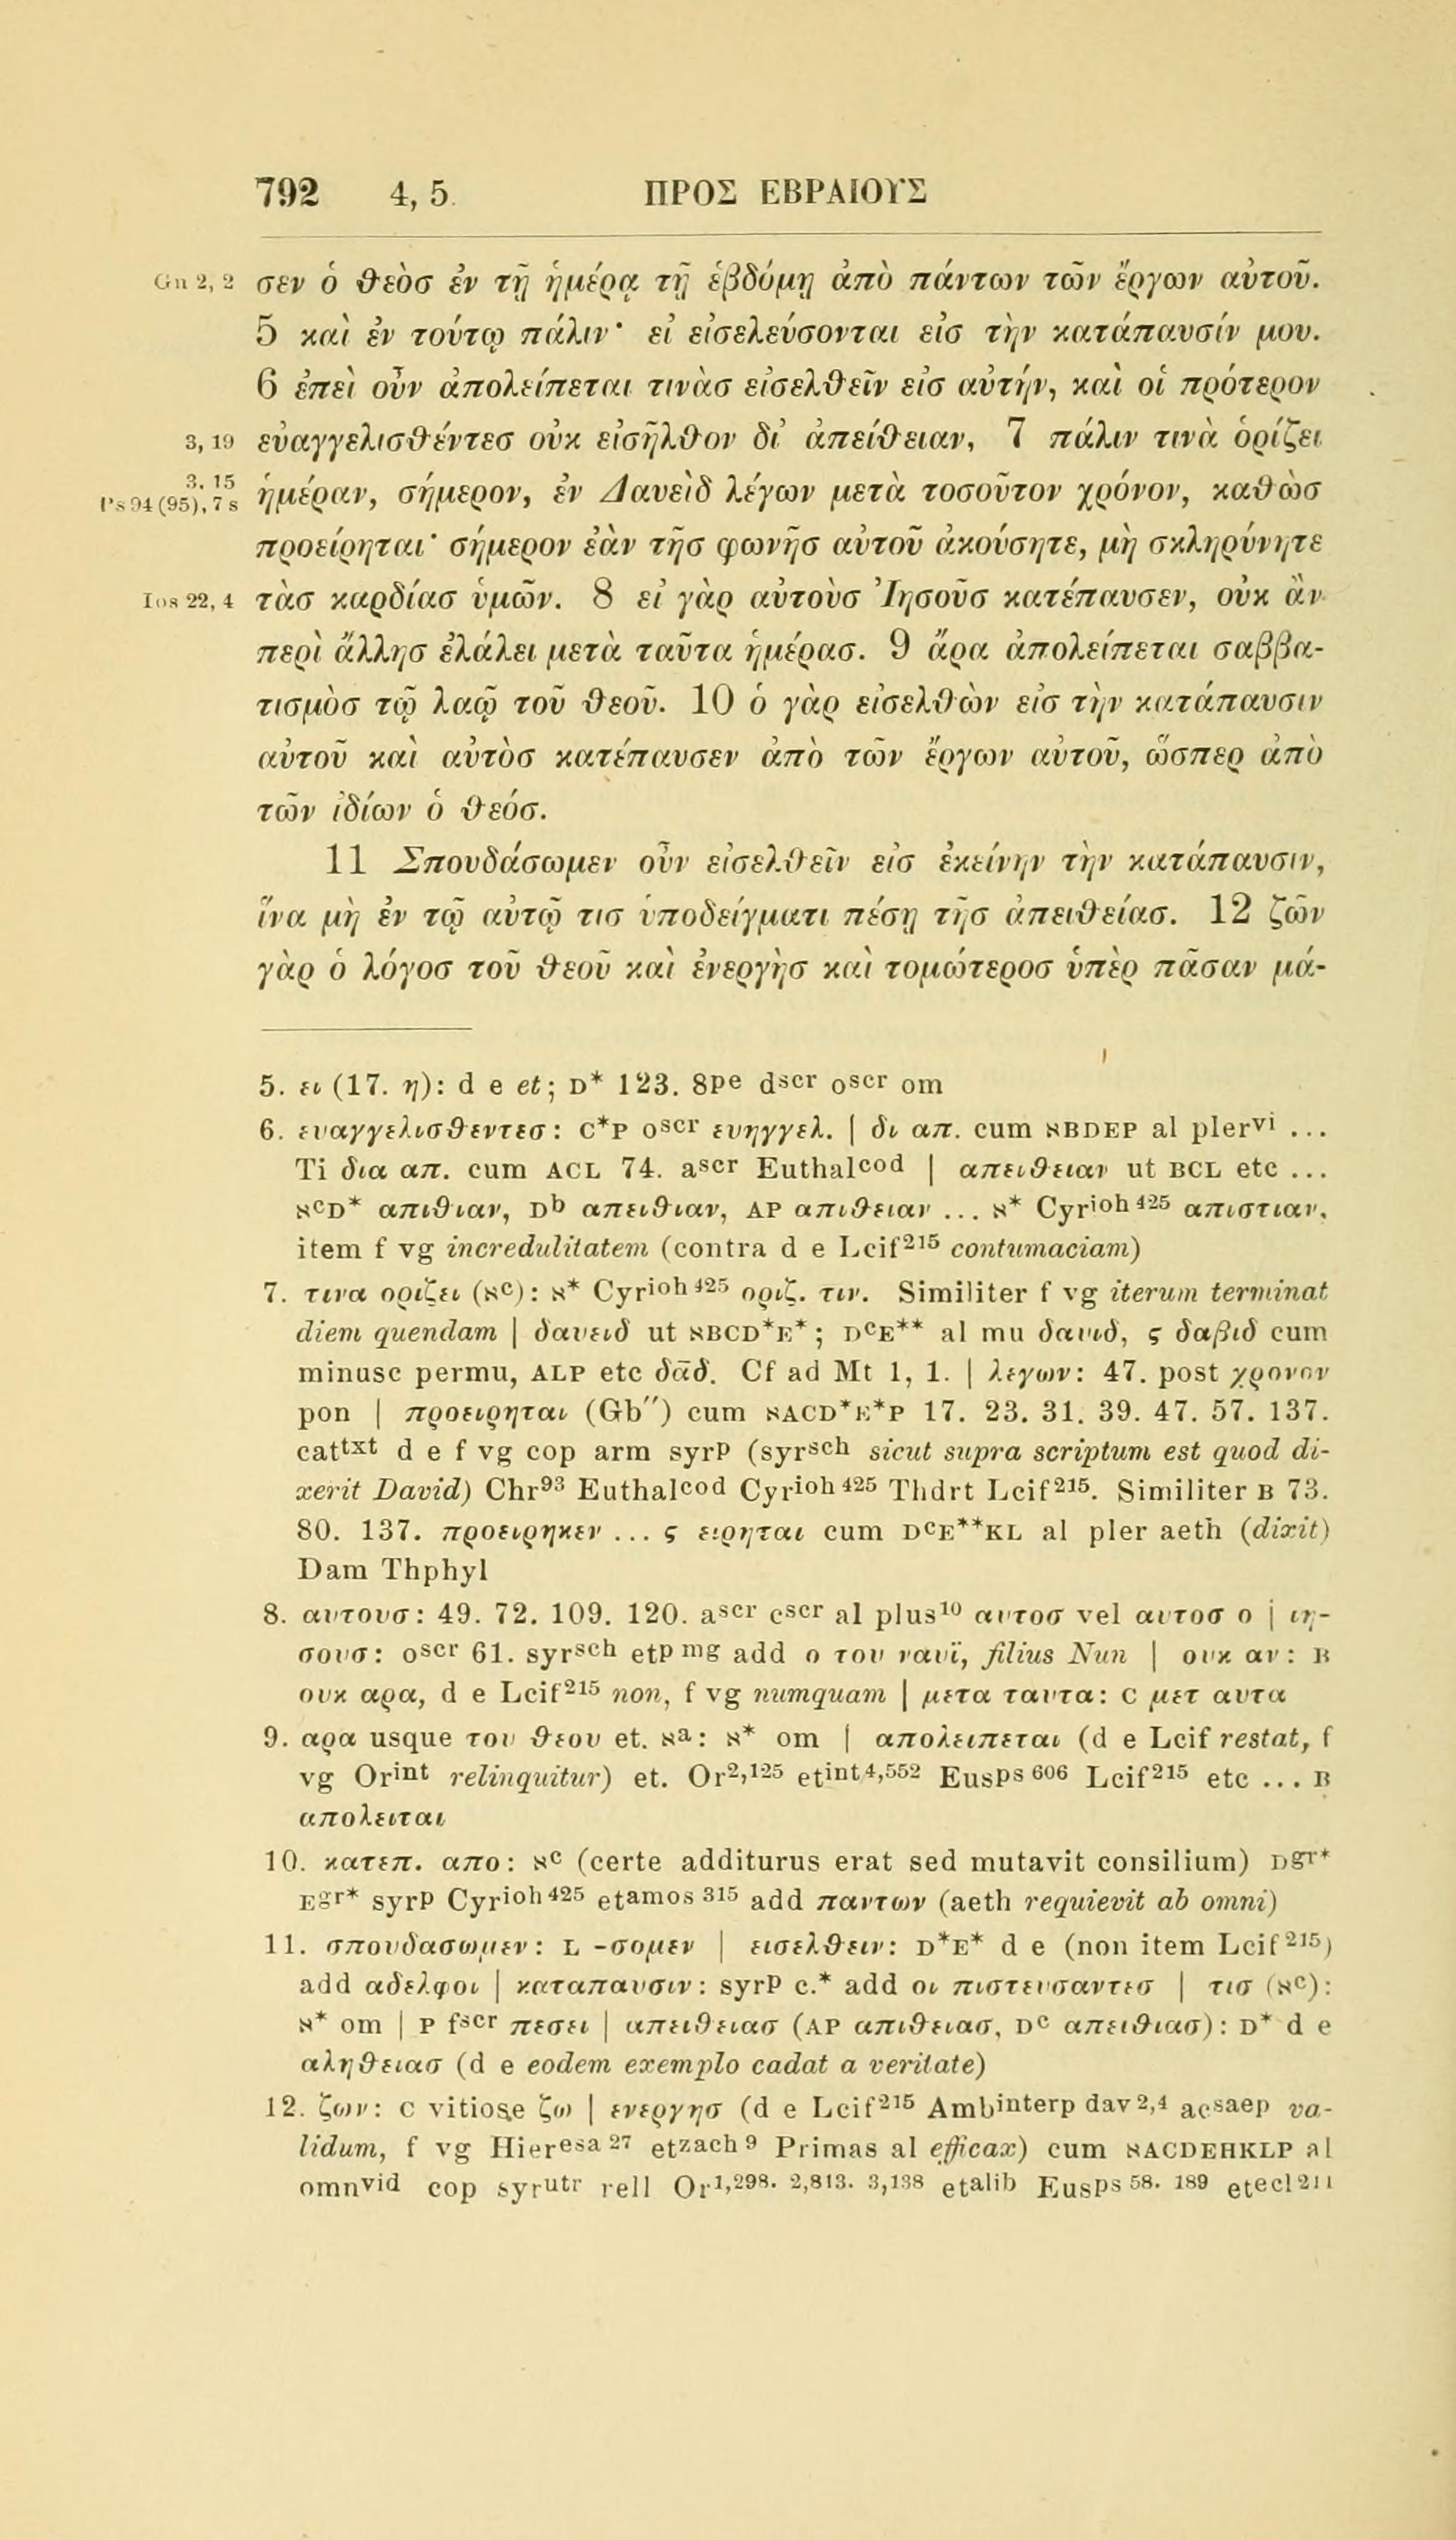 792 4, 5. ΠΡΟΣ ΕΒΡΑΙΟΥΣ
Gn 2, 2 σεν ὁ θεὸσ ἐν τῇ ἡμέρᾳ τῇ ἑβδόμῃ ἀπὸ πάντων τῶν ἔργων αὐτοῦ.
5 καὶ ἐν τούτῳ πάλιν· εἰ εἰσελεύσονται εἰσ τὴν κατάπαυσίν μου.
6 ἐπεὶ οὖν ἀπολείπεται τινὰσ εἰσελθεῖν εἰσ αὐτήν, καὶ οἱ πρότερον
3, 19 εὐαγγελισθέντεσ οὐκ εἰσῆλθον δι᾽ ἀπείθειαν, 7 πάλιν τινὰ ὁρίζει
3, 15
Ps 94 (95), 7 s ἡμέραν, σήμερον, ἐν Δαυεὶδ λέγων μετὰ τοσοῦτον χρόνον, καθὼσ
προείρηται· σήμερον ἐὰν τῆσ φωνῆσ αὐτοῦ ἀκούσητε, μὴ σκληρύνητε
Ios 22, 4 τὰσ καρδίασ ὑμῶν. 8 εἰ γὰρ αὐτοὺσ Ἰησοῦσ κατέπαυσεν, οὐκ ἂν
περὶ ἄλλησ ἐλάλει μετὰ ταῦτα ἡμέρασ. 9 ἄρα ἀπολείπεται σαββα-
τισμὸσ τῷ λαῷ τοῦ θεοῦ. 10 ὁ γὰρ εἰσελθὼν εἰσ τὴν κατάπαυσιν
αὐτοῦ καὶ αὐτὸσ κατέπαυσεν ἀπὸ τῶν ἔργων αὐτοῦ, ὥσπερ ἀπὸ
τῶν ἰδίων ὁ θεόσ.
11 Σπουδάσωμεν οὖν εἰσελθεῖν εἰσ ἐκείνην τὴν κατάπαυσιν,
ἵνα μὴ ἐν τῷ αὐτῷ τισ ὑποδείγματι πέσῃ τῆσ ἀπειθείασ. 12 ζῶν
γὰρ ὁ λόγοσ τοῦ θεοῦ καὶ ἐνεργὴσ καὶ τομώτεροσ ὑπὲρ πᾶσαν μά-
5. ει (17. η): d e et; D* 123. 8pe dscr oscr om
6. ευαγγελισθεντεσ: C*P oscr ευηγγελ. | δι απ. cum ℵBDEP al plervi ...
Ti δια απ. cum ACL 74. ascr Euthalcod | απειθειαν ut BCL etc ...
ℵcD* απιθιαν, Db απειθιαν, AP απιθειαν ... ℵ* Cyrioh 425 απιστιαν,
item f vg incredulitatem (contra d e Lcif215 contumaciam)
7. τινα οριζει (ℵc): ℵ* Cyrioh 425 οριζ. τιν. Similiter f vg iterum terminat
diem quendam | δαυειδ ut ℵBCD*E*; DcE** al mu δαυιδ, ς δαβιδ cum
minusc permu, ALP etc δᾱδ. Cf ad Mt 1, 1. | λεγων: 47. post χρονον
pon | προειρηται (Gb″) cum ℵACD*E*P 17. 23. 31. 39. 47. 57. 137.
cattxt d e f vg cop arm syrp (syrsch sicut supra scriptum est quod di-
xerit David) Chr93 Euthalcod Cyrioh 425 Thdrt Lcif215. Similiter B 73.
80. 137. προειρηκεν ... ς ειρηται cum DcE**KL al pler aeth (dixit)
Dam Thphyl
8. αυτουσ: 49. 72. 109. 120. ascr cscr al plus10 αυτοσ vel αυτοσ ο | ιη-
σουσ: oscr 61. syrsch etp mg add ο του ναυϊ, filius Nun | ουκ αν: B
ουκ αρα, d e Lcif215 non, f vg numquam | μετα ταυτα: C μετ αυτα
9. αρα usque του θεου et. ℵa: ℵ* om | απολειπεται (d e Lcif restat, f
vg Orint relinquitur) et. Or2,125 etint 4,552 Eusps 606 Lcif215 etc ... B
απολειται
10. κατεπ. απο: ℵc (certe additurus erat sed mutavit consilium) Dgr*
Egr* syrp Cyrioh 425 etamos 315 add παντων (aeth requievit ab omni)
11. σπουδασωμεν: L -σομεν | εισελθειν: D*E* d e (non item Lcif215)
add αδελφοι | καταπαυσιν: syrp c.* add οι πιστευσαντεσ | τισ (ℵc):
ℵ* om | P fscr πεσει | απειθειασ (AP απιθειασ, Dc απειθιασ): D* d e
αληθειασ (d e eodem exemplo cadat a veritate)
12. ζων: C vitiose ζω | ενεργησ (d e Lcif215 Ambinterp dav 2,4 acsaep va-
lidum, f vg Hieresa 27 etzach 9 Primas al efficax) cum ℵACDEHKLP al
omnvid cop syrutr rell Or1,298. 2,813. 3,138 etalib Eusps 58. 189 etecl 211